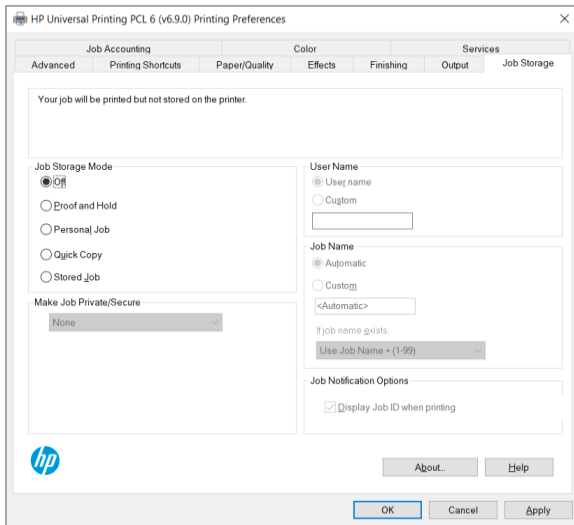 HP Universal Printing PCL 6 (v6.9.0) Printing Preferences
Job Accounting Color Services
Advanced Printing Shortcuts Paper/Quality Effects Finishing Output Job Storage
Your job will be printed but not stored on the printer.
Job Storage Mode
Off
Proof and Hold
Personal Job
Quick Copy
Stored Job
Make Job Private/Secure
None
User Name
User name
Custom
Job Name
Automatic
Custom
<Automatic>
If job name exists:
Use Job Name + (1-99)
Job Notification Options
Display Job ID when printing
hp
About... Help
OK Cancel Apply